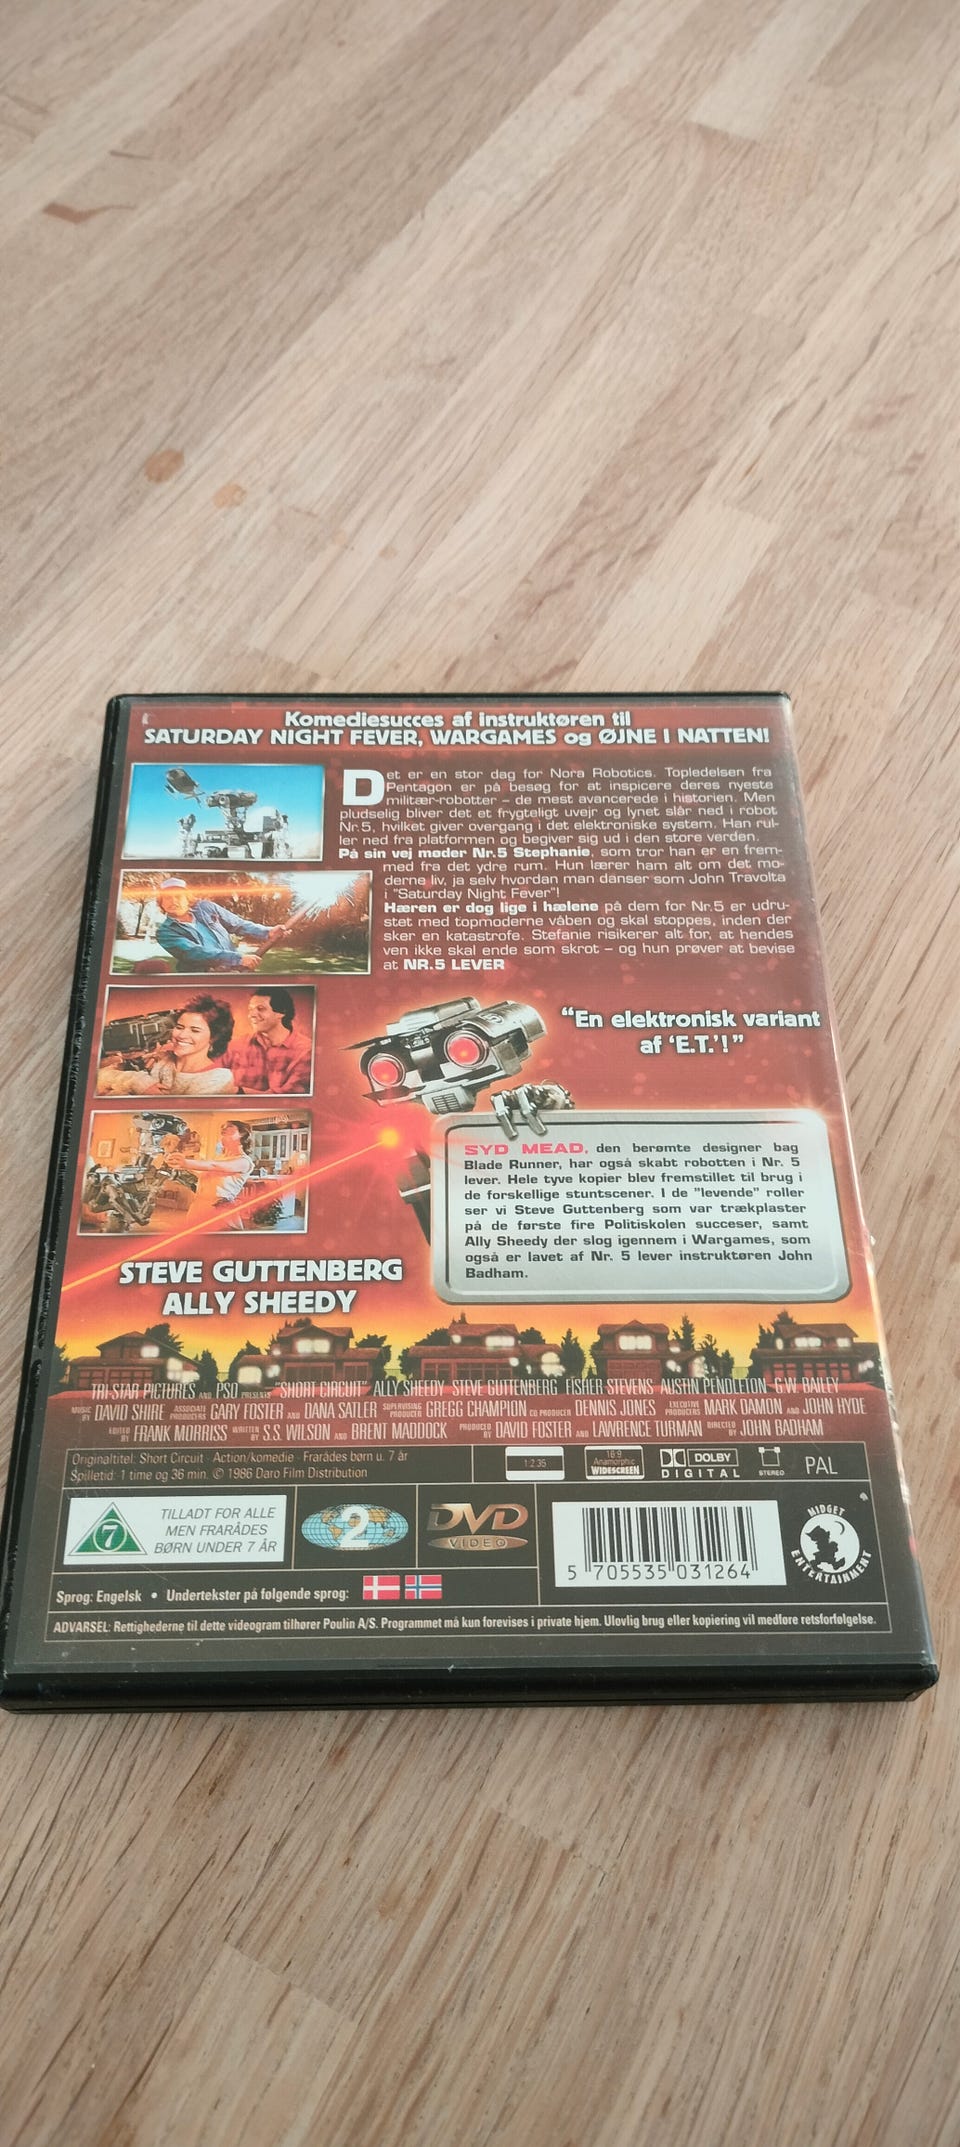 Komediesucces af instruktøren til
SATURDAY NIGHT FEVER, WARGAMES og ØJNE I NATTEN!
Det er en stor dag for Nora Robotics. Topledelsen fra
Pentagon er på besøg for at inspicere deres nyeste
militær-robotter – de mest avancerede i historien. Men
pludselig bliver det et frygteligt uvejr og lynet slår ned i robot
Nr.5, hvilket giver overgang i det elektroniske system. Han rul-
ler ned fra platformen og begiver sig ud i den store verden.
På sin vej møder Nr.5 Stephanie, som tror han er en frem-
med fra det ydre rum. Hun lærer ham alt om det mo-
derne liv, ja selv hvordan man danser som John Travolta
i "Saturday Night Fever"!
Hæren er dog lige i hælene på dem for Nr.5 er udru-
stet med topmoderne våben og skal stoppes, inden der
sker en katastrofe. Stefanie risikerer alt for, at hendes
ven ikke skal ende som skrot – og hun prøver at bevise
at NR.5 LEVER
“En elektronisk variant
af ‘E.T.’!”
SYD MEAD, den berømte designer bag
Blade Runner, har også skabt robotten i Nr. 5
lever. Hele tyve kopier blev fremstillet til brug i
de forskellige stuntscener. I de "levende" roller
ser vi Steve Guttenberg som var trækplaster
på de første fire Politiskolen succeser, samt
Ally Sheedy der slog igennem i Wargames, som
også er lavet af Nr. 5 lever instruktøren John
Badham.
STEVE GUTTENBERG
ALLY SHEEDY
TRI-STAR PICTURES AND PSO PRESENTS "SHORT CIRCUIT" ALLY SHEEDY STEVE GUTTENBERG FISHER STEVENS AUSTIN PENDLETON G.W. BAILEY
MUSIC BY DAVID SHIRE ASSOCIATE PRODUCERS GARY FOSTER AND DANA SATLER SUPERVISING PRODUCER GREGG CHAMPION CO PRODUCER DENNIS JONES EXECUTIVE PRODUCERS MARK DAMON AND JOHN HYDE
EDITED BY FRANK MORRISS WRITTEN BY S.S. WILSON AND BRENT MADDOCK PRODUCED BY DAVID FOSTER AND LAWRENCE TURMAN DIRECTED BY JOHN BADHAM
Originaltitel: Short Circuit · Action/komedie · Frarådes børn u. 7 år
Spilletid: 1 time og 36 min. © 1986 Daro Film Distribution
1:2.35
16:9
Anamorphic
WIDESCREEN
DOLBY
DIGITAL
STEREO
PAL
7
TILLADT FOR ALLE
MEN FRARÅDES
BØRN UNDER 7 ÅR
2
DVD
VIDEO
5 705535 031264
MIDGET
ENTERTAINMENT
Sprog: Engelsk • Undertekster på følgende sprog:
ADVARSEL: Rettighederne til dette videogram tilhører Poulin A/S. Programmet må kun forevises i private hjem. Ulovlig brug eller kopiering vil medføre retsforfølgelse.